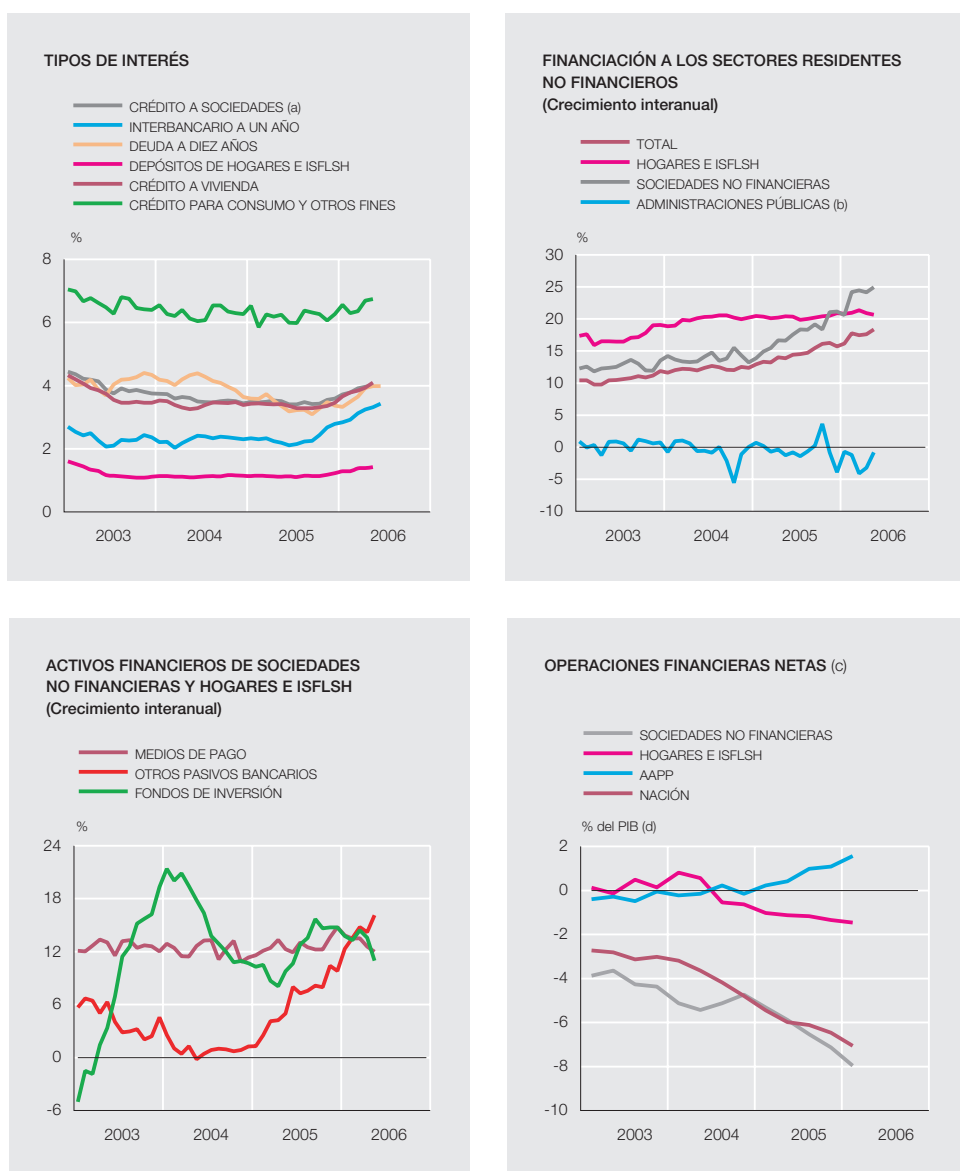 TIPOS DE INTERÉS
CRÉDITO A SOCIEDADES (a)
INTERBANCARIO A UN AÑO
DEUDA A DIEZ AÑOS
DEPÓSITOS DE HOGARES E ISFLSH
CRÉDITO A VIVIENDA
CRÉDITO PARA CONSUMO Y OTROS FINES
%
8
6
4
2
0
2003 2004 2005 2006
FINANCIACIÓN A LOS SECTORES RESIDENTES
NO FINANCIEROS
(Crecimiento interanual)
TOTAL
HOGARES E ISFLSH
SOCIEDADES NO FINANCIERAS
ADMINISTRACIONES PÚBLICAS (b)
%
30
25
20
15
10
5
0
-5
-10
2003 2004 2005 2006
ACTIVOS FINANCIEROS DE SOCIEDADES
NO FINANCIERAS Y HOGARES E ISFLSH
(Crecimiento interanual)
MEDIOS DE PAGO
OTROS PASIVOS BANCARIOS
FONDOS DE INVERSIÓN
%
24
18
12
6
0
-6
2003 2004 2005 2006
OPERACIONES FINANCIERAS NETAS (c)
SOCIEDADES NO FINANCIERAS
HOGARES E ISFLSH
AAPP
NACIÓN
% del PIB (d)
2
0
-2
-4
-6
-8
-10
2003 2004 2005 2006